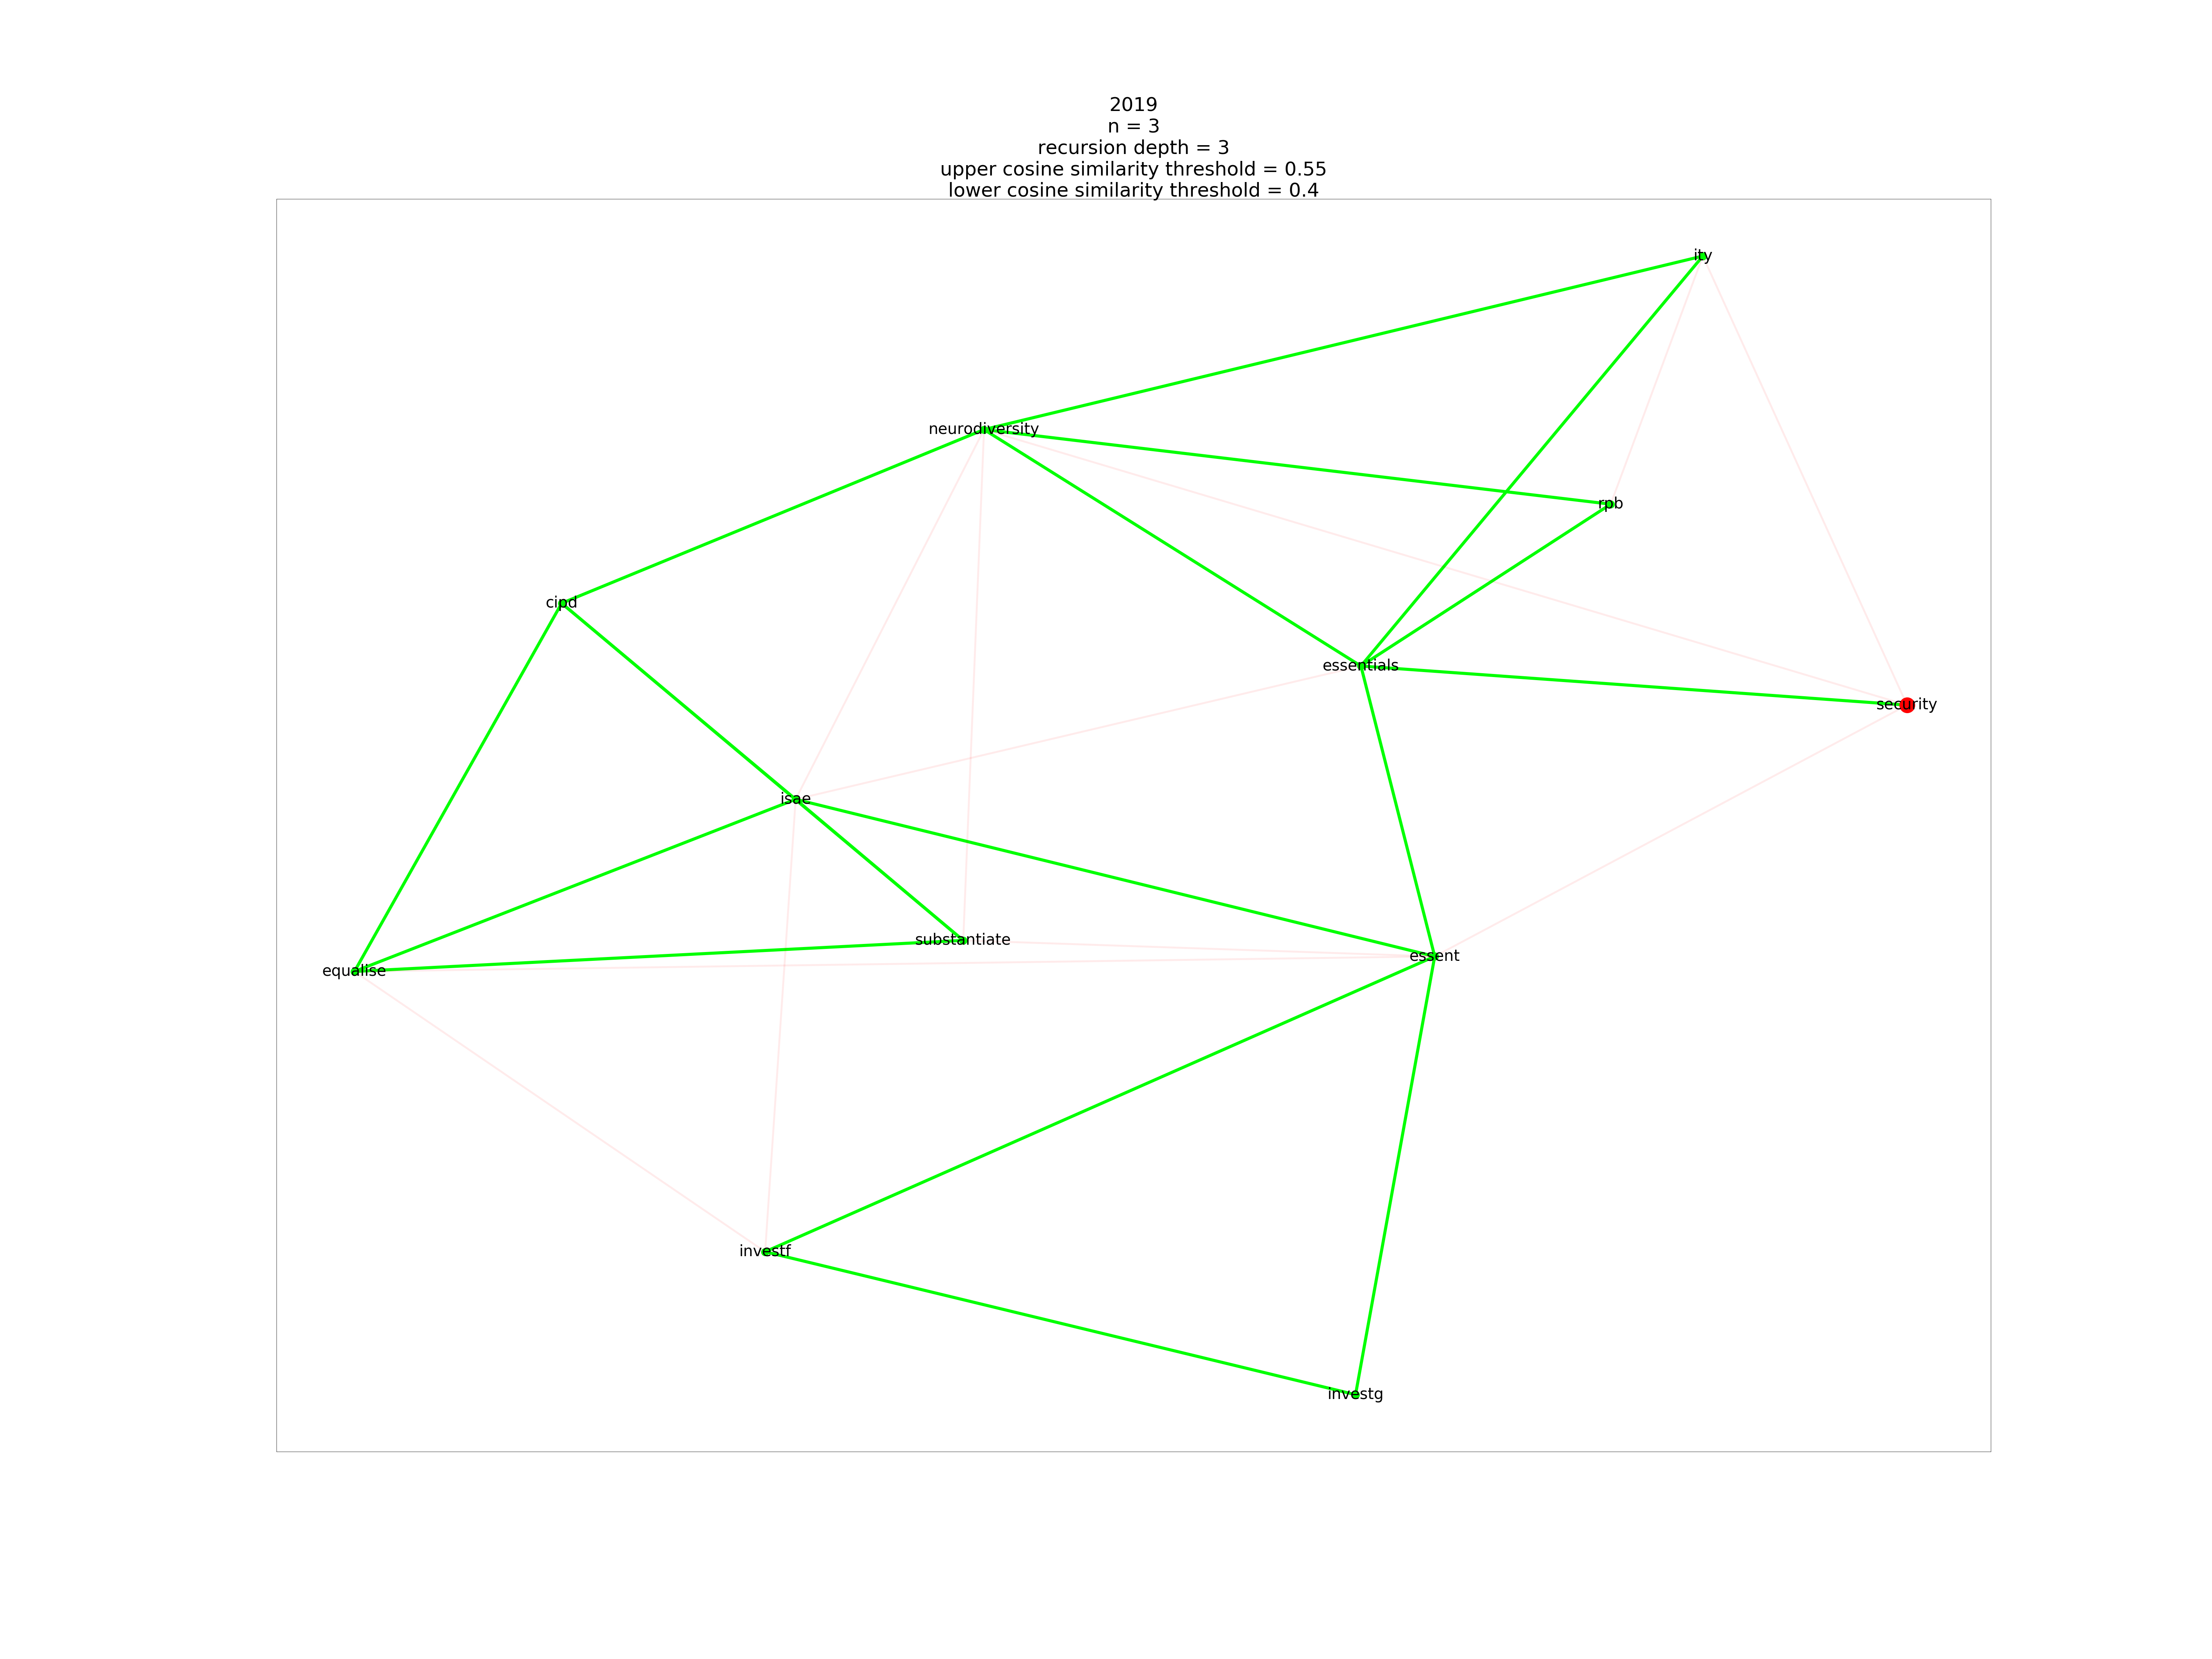 2019
n = 3
recursion depth = 3
upper cosine similarity threshold = 0.55
lower cosine similarity threshold = 0.4
ity
neurodiversity
rpb
cipd
essentials
security
isae
substantiate
essent
equalise
investf
investg